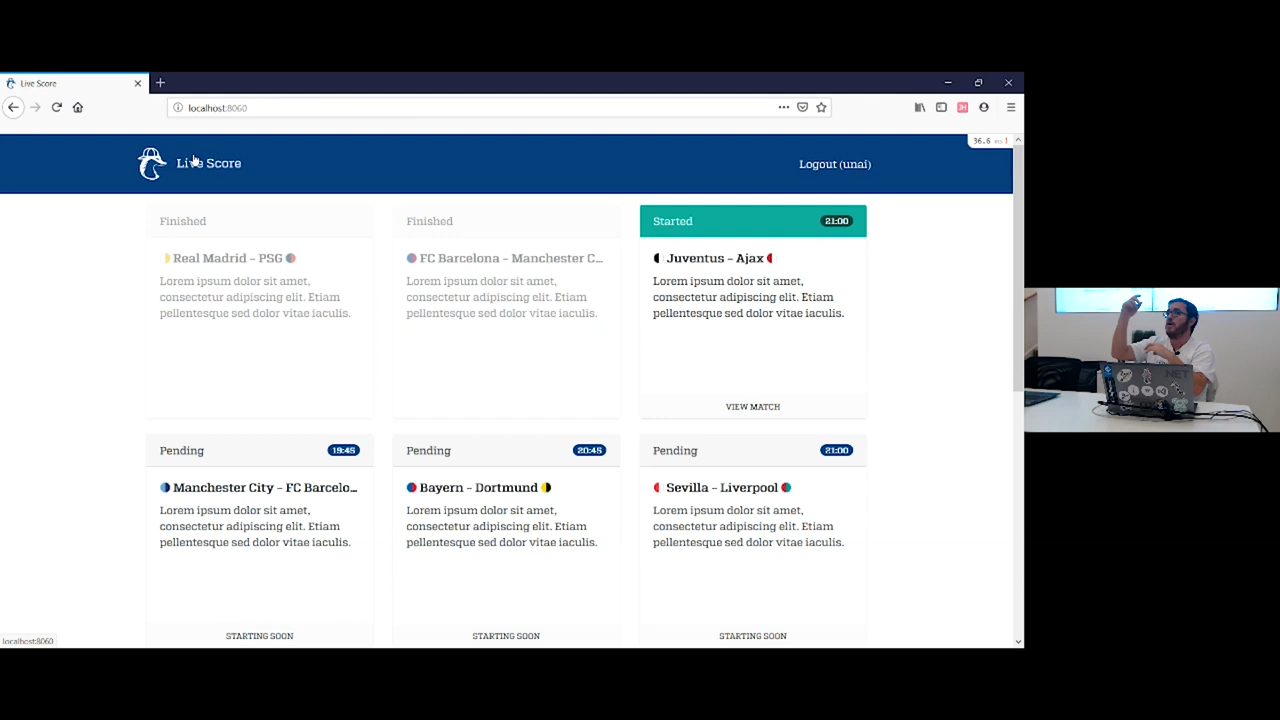 Live Score
localhost:8060
36.6 ms 1
Live Score
Logout (unai)
Finished
Finished
Started
21:00
Real Madrid - PSG
FC Barcelona - Manchester C...
Juventus - Ajax
Lorem ipsum dolor sit amet,
consectetur adipiscing elit. Etiam
pellentesque sed dolor vitae iaculis.
Lorem ipsum dolor sit amet,
consectetur adipiscing elit. Etiam
pellentesque sed dolor vitae iaculis.
Lorem ipsum dolor sit amet,
consectetur adipiscing elit. Etiam
pellentesque sed dolor vitae iaculis.
VIEW MATCH
Pending
19:45
Pending
20:45
Pending
21:00
Manchester City - FC Barcelo...
Bayern - Dortmund
Sevilla - Liverpool
Lorem ipsum dolor sit amet,
consectetur adipiscing elit. Etiam
pellentesque sed dolor vitae iaculis.
Lorem ipsum dolor sit amet,
consectetur adipiscing elit. Etiam
pellentesque sed dolor vitae iaculis.
Lorem ipsum dolor sit amet,
consectetur adipiscing elit. Etiam
pellentesque sed dolor vitae iaculis.
STARTING SOON
STARTING SOON
STARTING SOON
localhost:8060
.NET